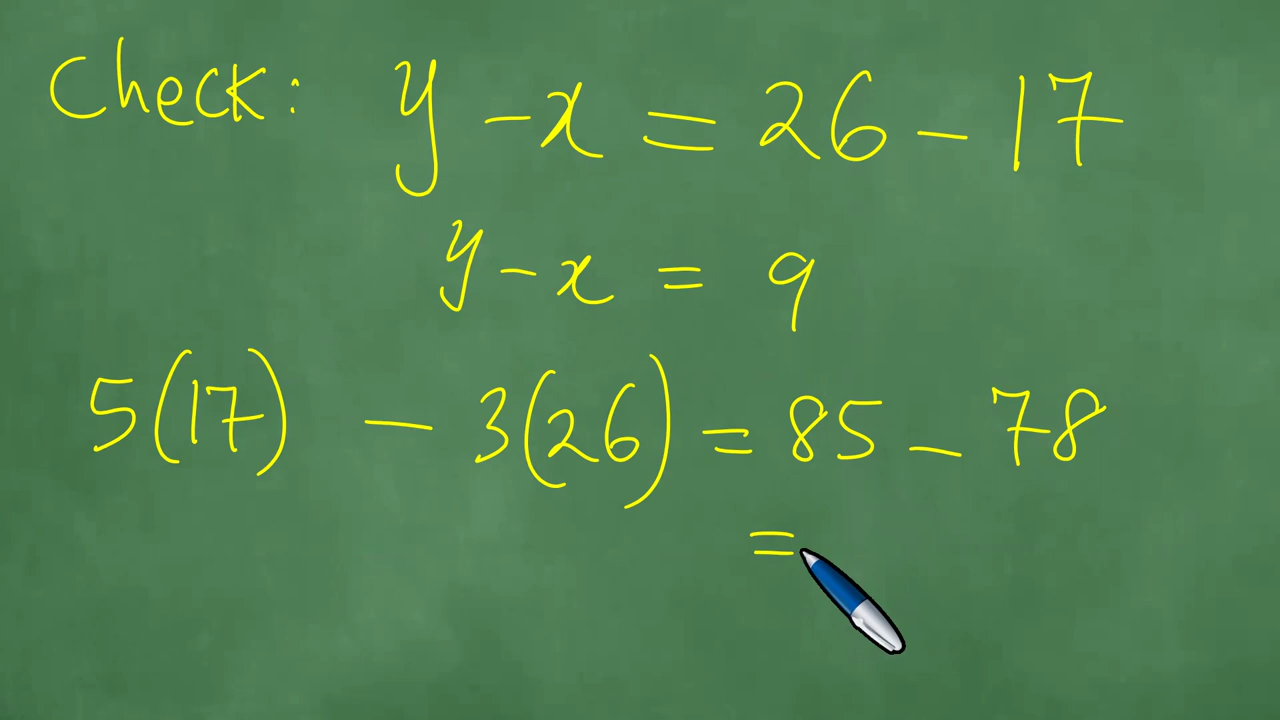 Check: y - x = 26 - 17
y - x = 9
5(17) - 3(26) = 85 - 78
=